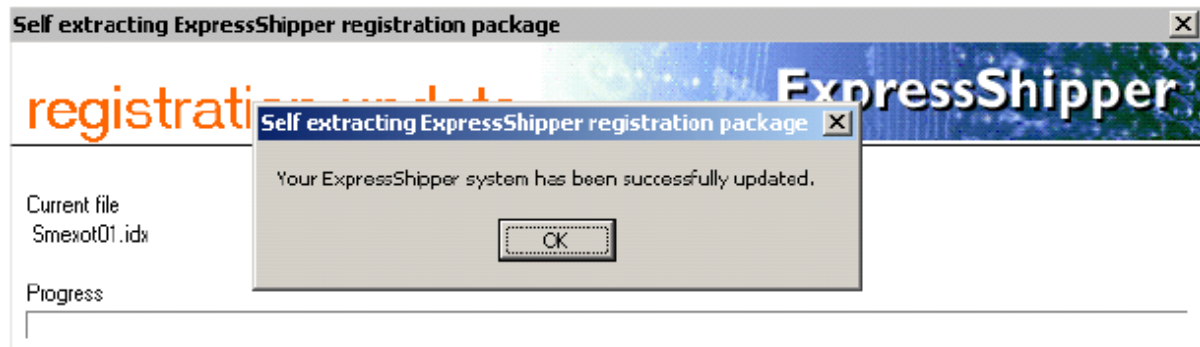 Self extracting ExpressShipper registration package
ExpressShipper
Self extracting ExpressShipper registration package
Your ExpressShipper system has been successfully updated.
OK
Current file
Smexot01.idx
Progress